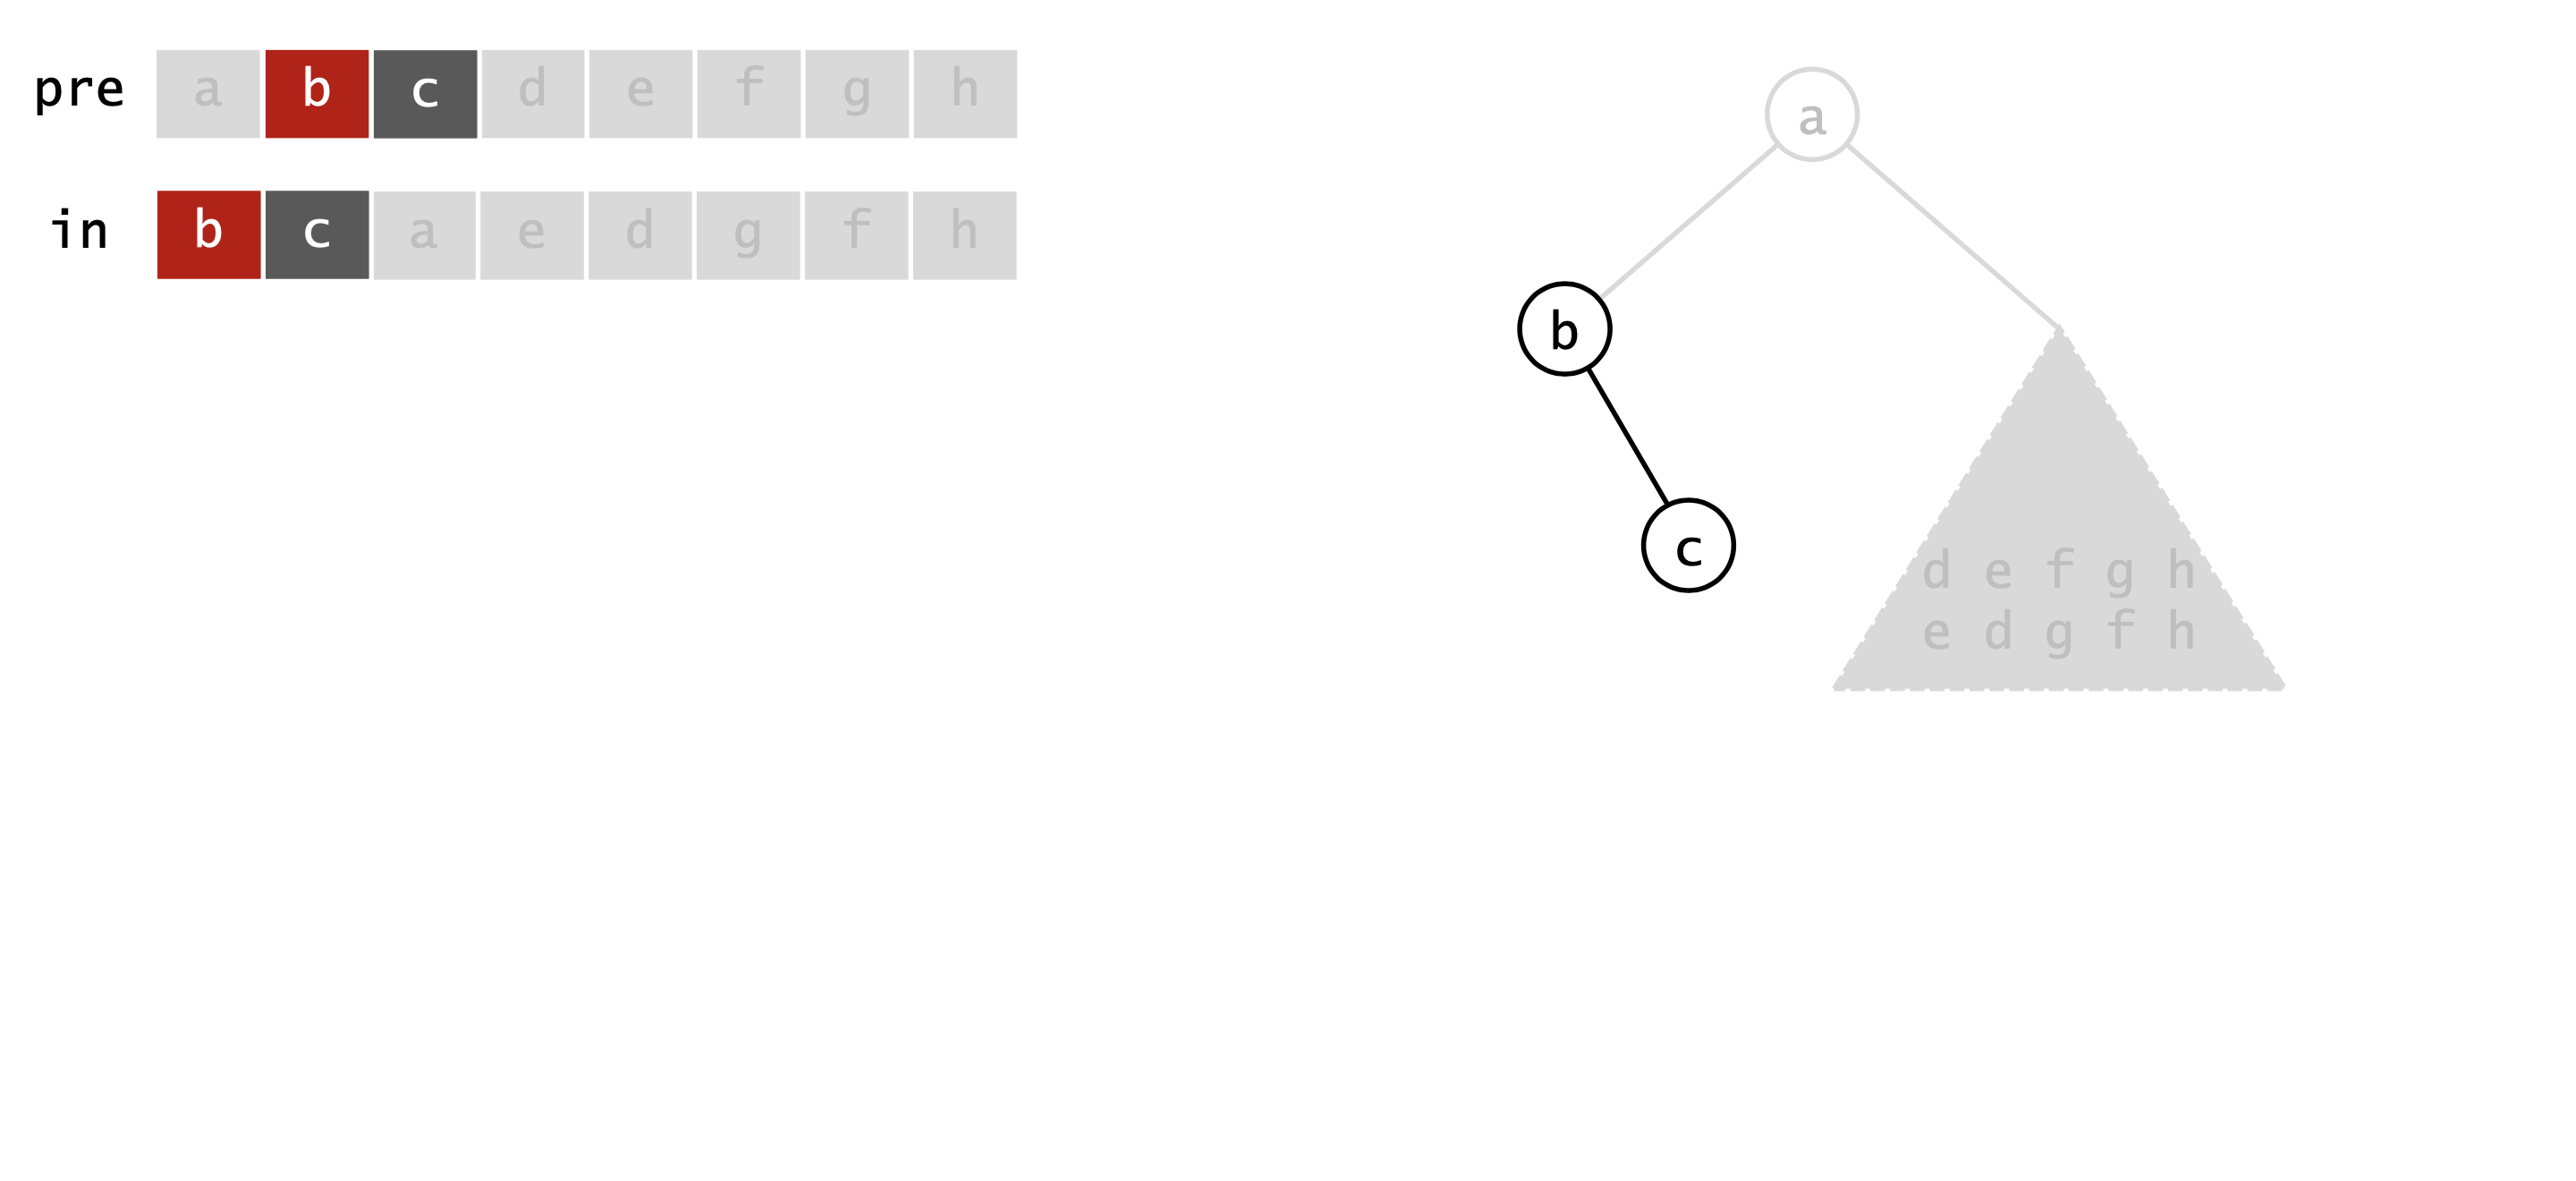 pre a b c d e f g h
in b c a e d g f h
a
b
c
d e f g h
e d g f h